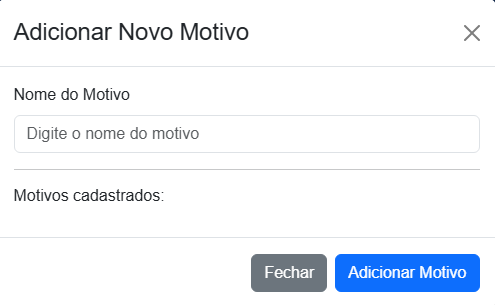 Adicionar Novo Motivo
Nome do Motivo
Digite o nome do motivo
Motivos cadastrados:
Fechar
Adicionar Motivo